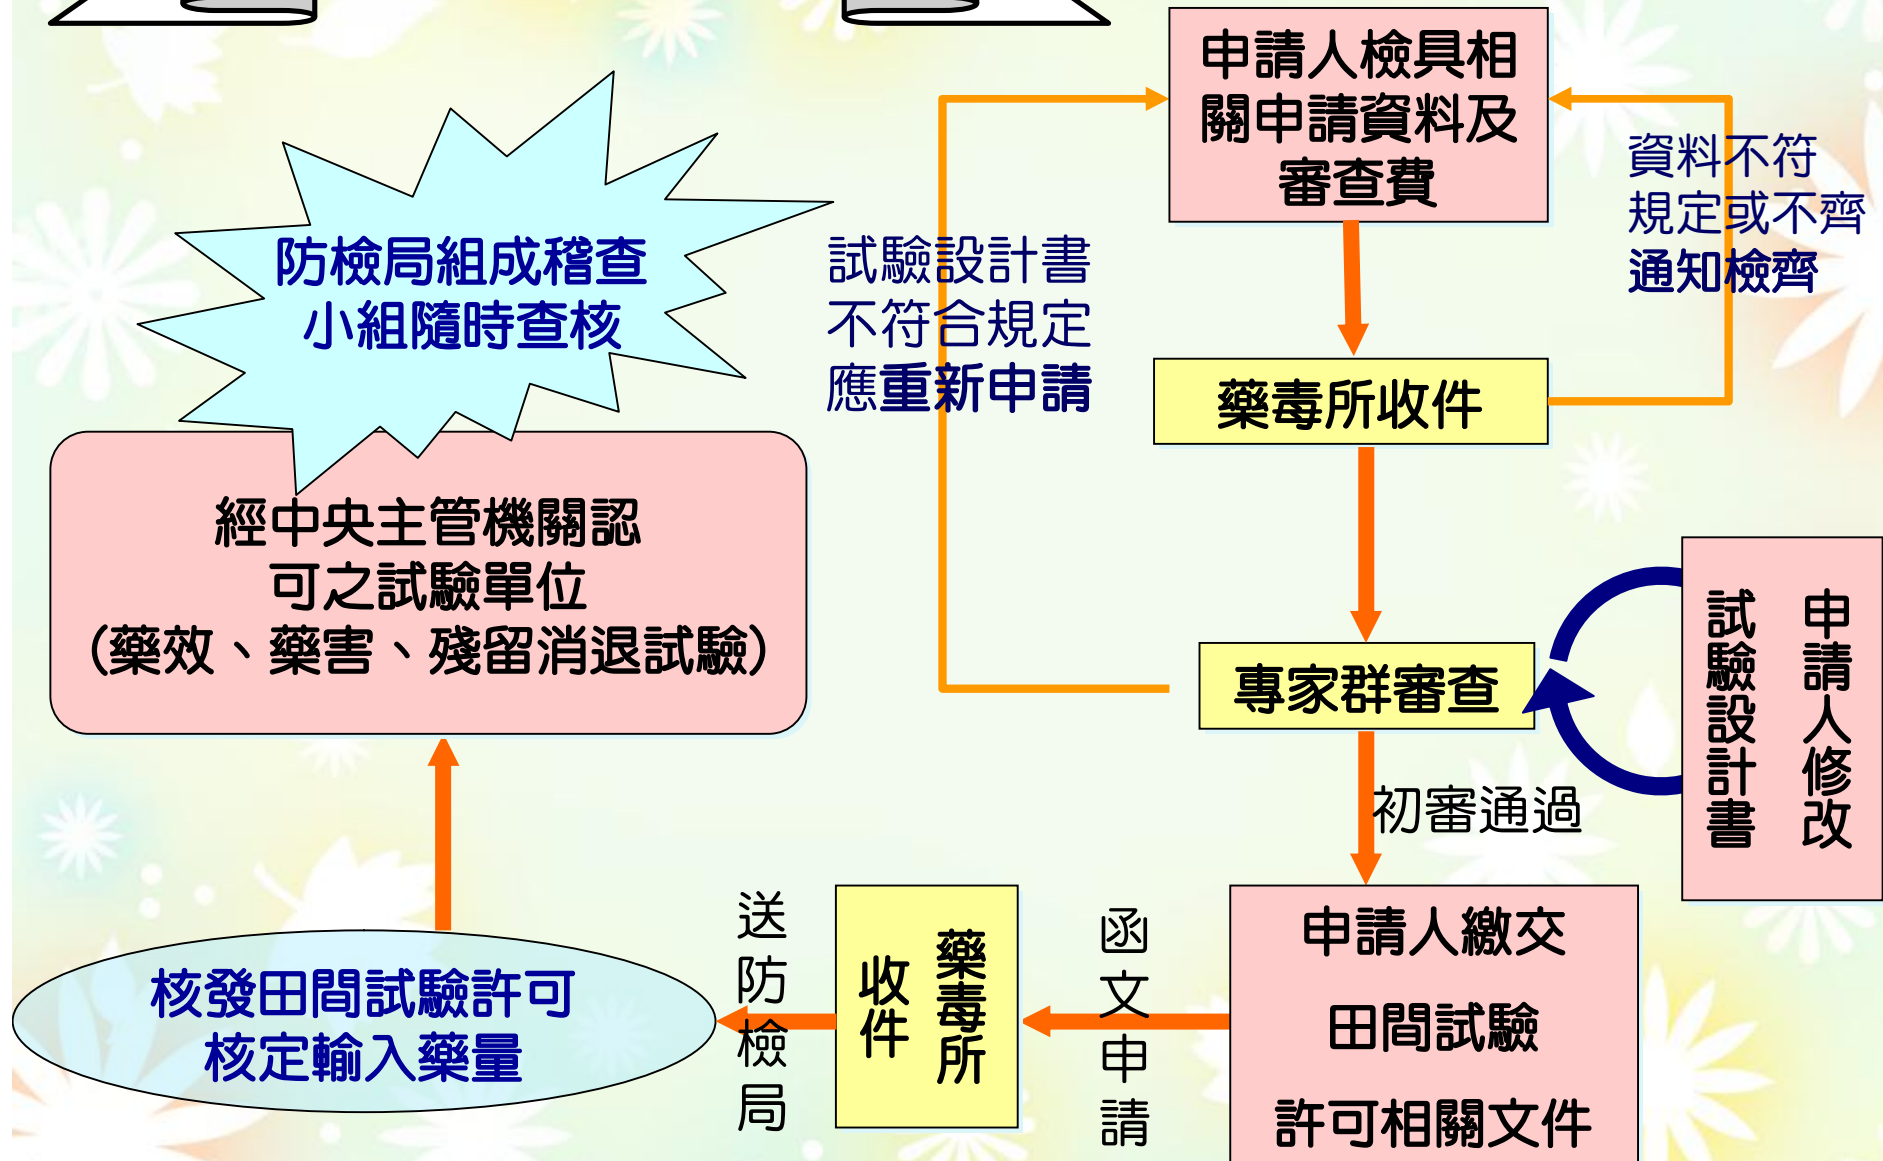 申請人檢具相
關申請資料及
審查費
資料不符
規定或不齊
通知檢齊
防檢局組成稽查
小組隨時查核
試驗設計書
不符合規定
應重新申請
藥毒所收件
經中央主管機關認
可之試驗單位
(藥效、藥害、殘留消退試驗)
專家群審查
申請人修改
試驗設計書
初審通過
申請人繳交
田間試驗
許可相關文件
函文申請
藥毒所
收件
送防檢局
核發田間試驗許可
核定輸入藥量